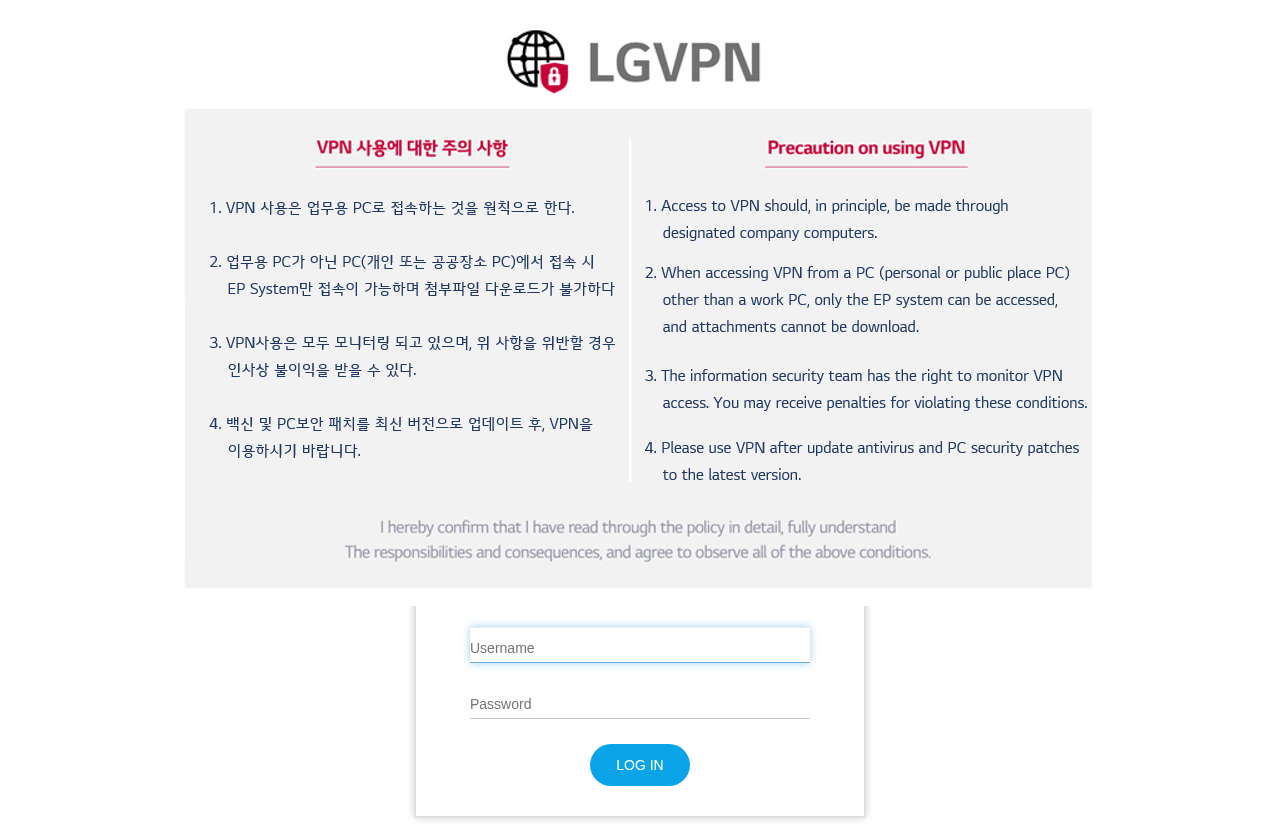 LGVPN
VPN 사용에 대한 주의 사항
1. VPN 사용은 업무용 PC로 접속하는 것을 원칙으로 한다.
2. 업무용 PC가 아닌 PC(개인 또는 공공장소 PC)에서 접속 시
EP System만 접속이 가능하며 첨부파일 다운로드가 불가하다
3. VPN사용은 모두 모니터링 되고 있으며, 위 사항을 위반할 경우
인사상 불이익을 받을 수 있다.
4. 백신 및 PC보안 패치를 최신 버전으로 업데이트 후, VPN을
이용하시기 바랍니다.
Precaution on using VPN
1. Access to VPN should, in principle, be made through
designated company computers.
2. When accessing VPN from a PC (personal or public place PC)
other than a work PC, only the EP system can be accessed,
and attachments cannot be download.
3. The information security team has the right to monitor VPN
access. You may receive penalties for violating these conditions.
4. Please use VPN after update antivirus and PC security patches
to the latest version.
I hereby confirm that I have read through the policy in detail, fully understand
The responsibilities and consequences, and agree to observe all of the above conditions.
Username
Password
LOG IN